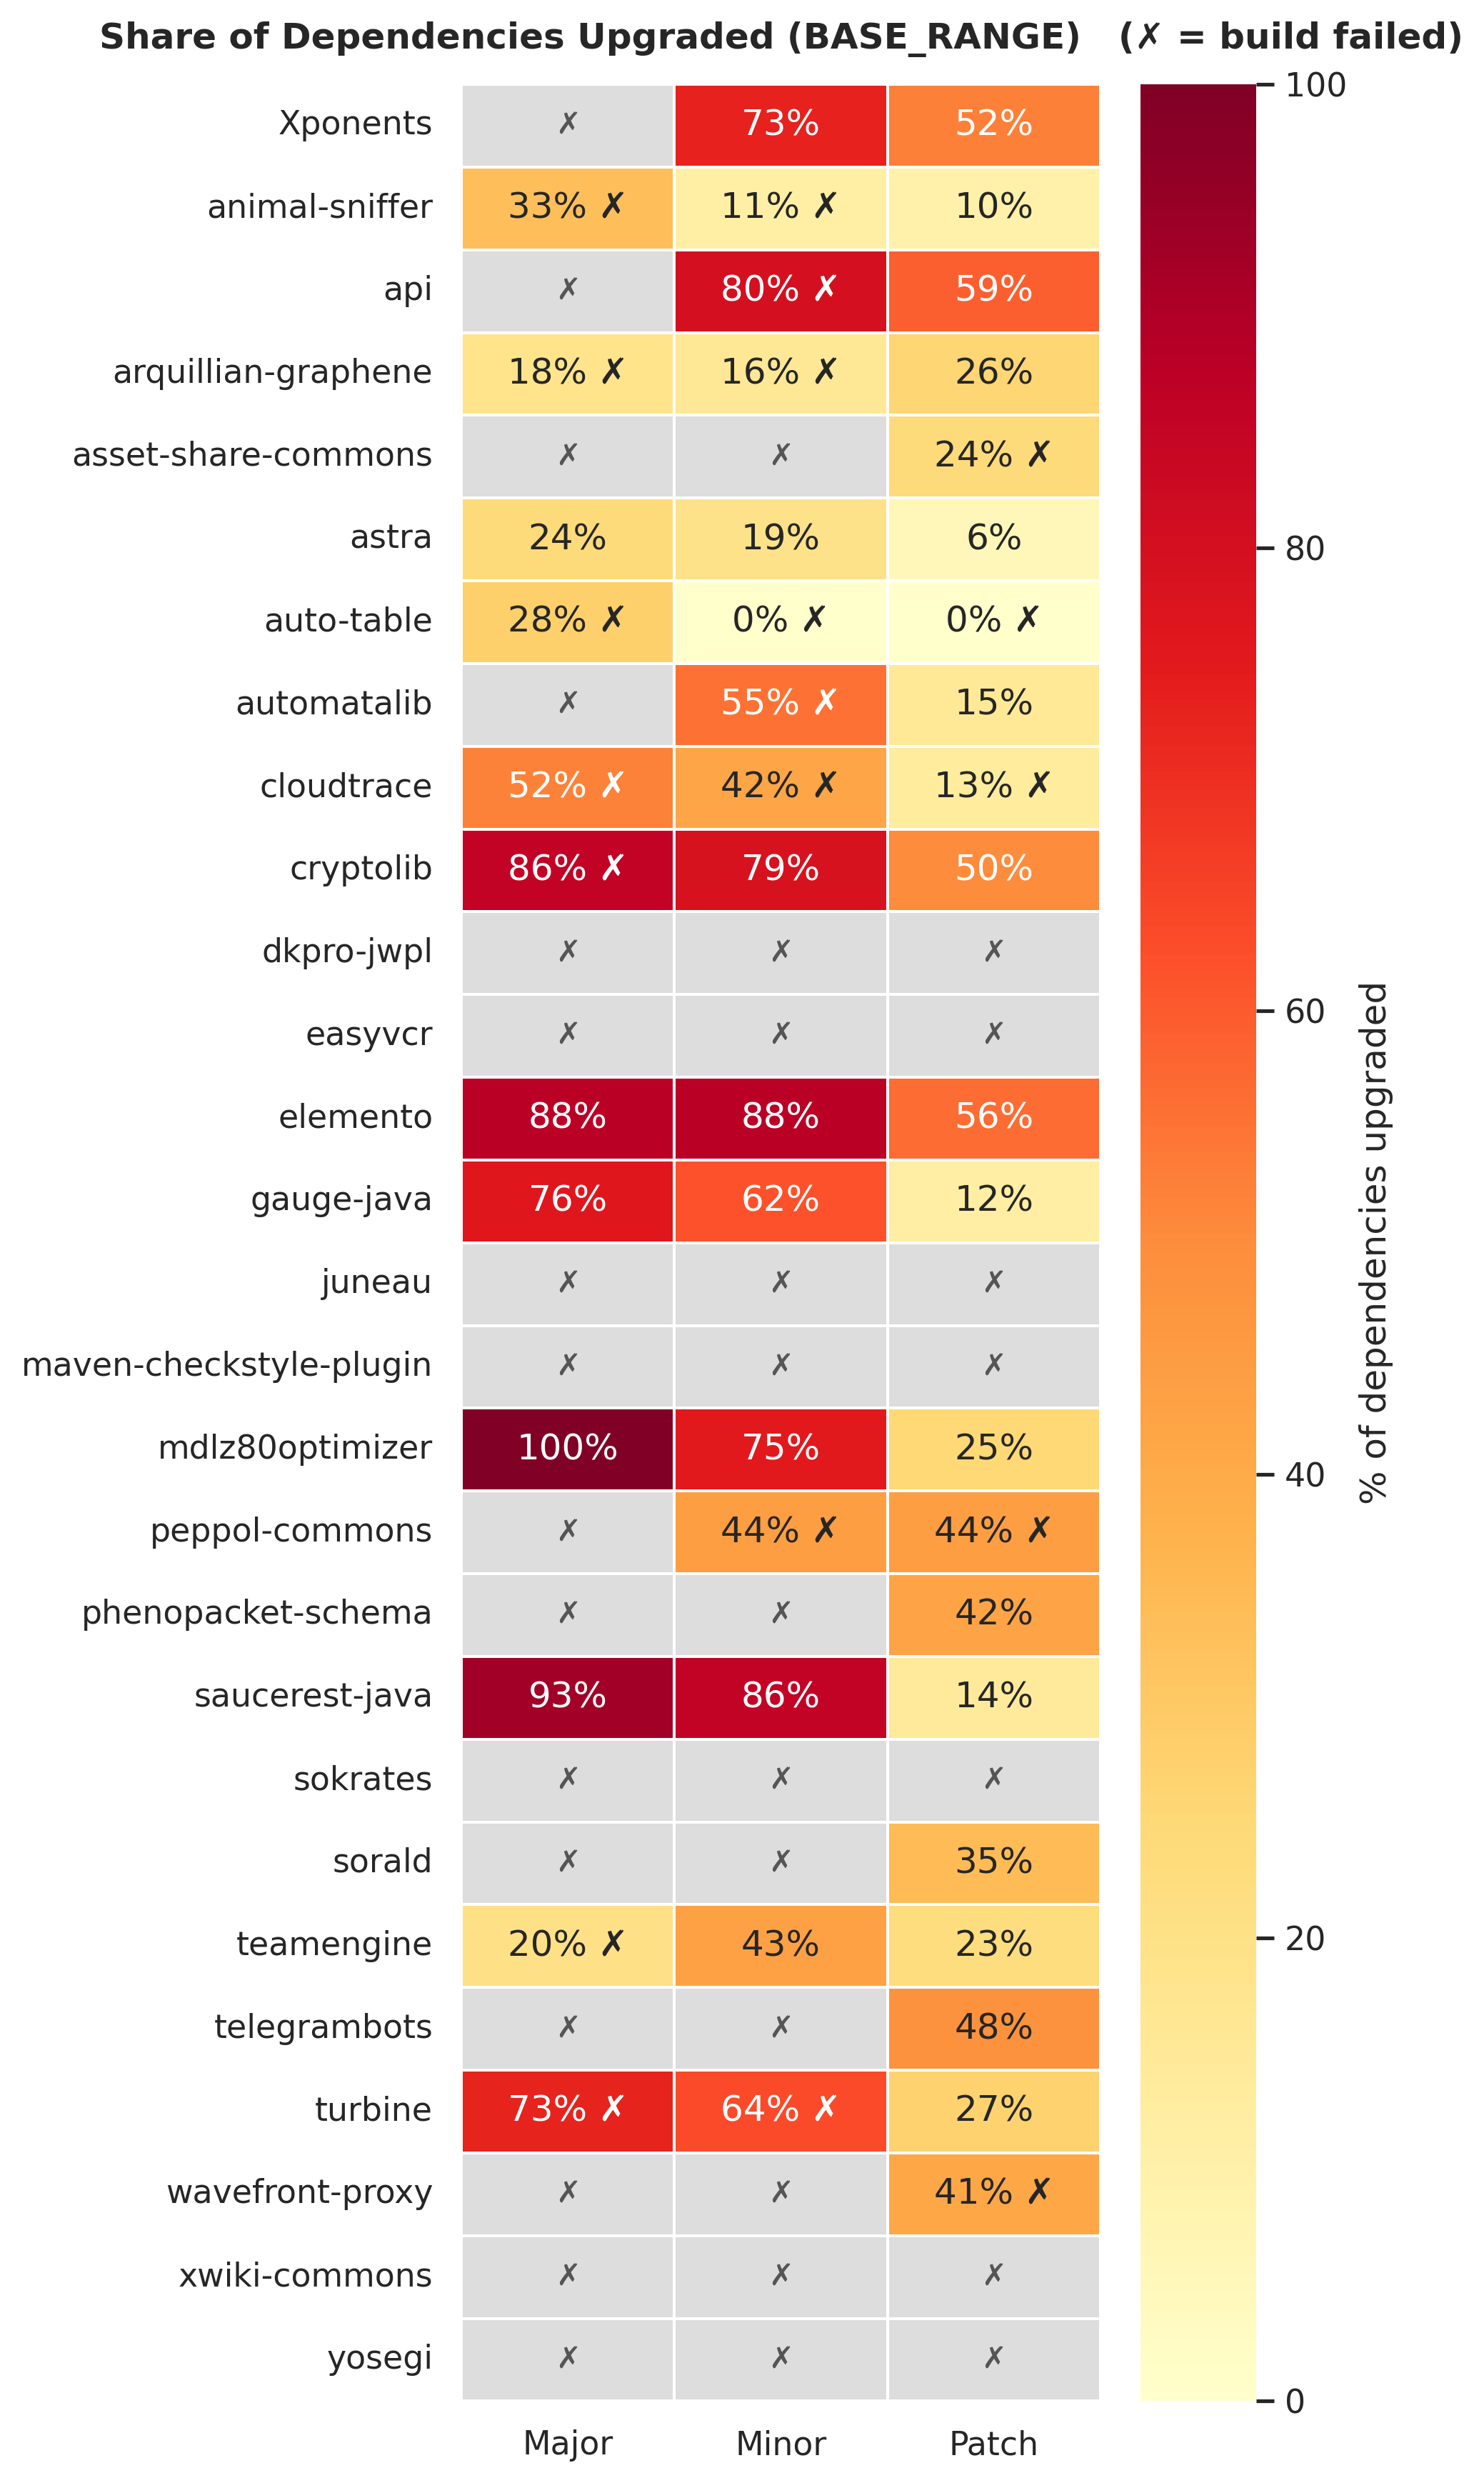 Share of Dependencies Upgraded (BASE_RANGE)   (✗ = build failed)
Xponents ✗ 73% 52%
animal-sniffer 33% ✗ 11% ✗ 10%
api ✗ 80% ✗ 59%
arquillian-graphene 18% ✗ 16% ✗ 26%
asset-share-commons ✗ ✗ 24% ✗
astra 24% 19% 6%
auto-table 28% ✗ 0% ✗ 0% ✗
automatalib ✗ 55% ✗ 15%
cloudtrace 52% ✗ 42% ✗ 13% ✗
cryptolib 86% ✗ 79% 50%
dkpro-jwpl ✗ ✗ ✗
easyvcr ✗ ✗ ✗
elemento 88% 88% 56%
gauge-java 76% 62% 12%
juneau ✗ ✗ ✗
maven-checkstyle-plugin ✗ ✗ ✗
mdlz80optimizer 100% 75% 25%
peppol-commons ✗ 44% ✗ 44% ✗
phenopacket-schema ✗ ✗ 42%
saucerest-java 93% 86% 14%
sokrates ✗ ✗ ✗
sorald ✗ ✗ 35%
teamengine 20% ✗ 43% 23%
telegrambots ✗ ✗ 48%
turbine 73% ✗ 64% ✗ 27%
wavefront-proxy ✗ ✗ 41% ✗
xwiki-commons ✗ ✗ ✗
yosegi ✗ ✗ ✗
Major Minor Patch
100
80
60
40
20
0
% of dependencies upgraded